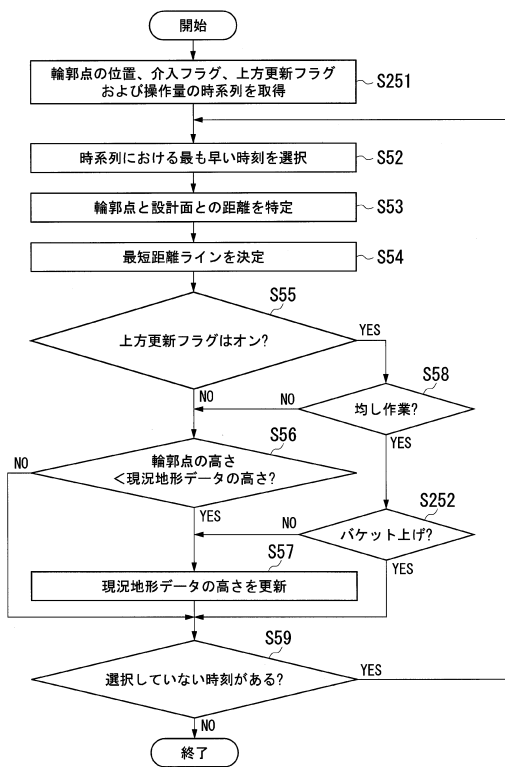 開始
輪郭点の位置、介入フラグ、上方更新フラグ
および操作量の時系列を取得
S251
時系列における最も早い時刻を選択
S52
輪郭点と設計面との距離を特定
S53
最短距離ラインを決定
S54
S55
上方更新フラグはオン?
YES
NO
S58
均し作業?
NO
YES
S56
輪郭点の高さ
<現況地形データの高さ?
NO
YES
S252
バケット上げ?
NO
YES
S57
現況地形データの高さを更新
S59
選択していない時刻がある?
YES
NO
終了